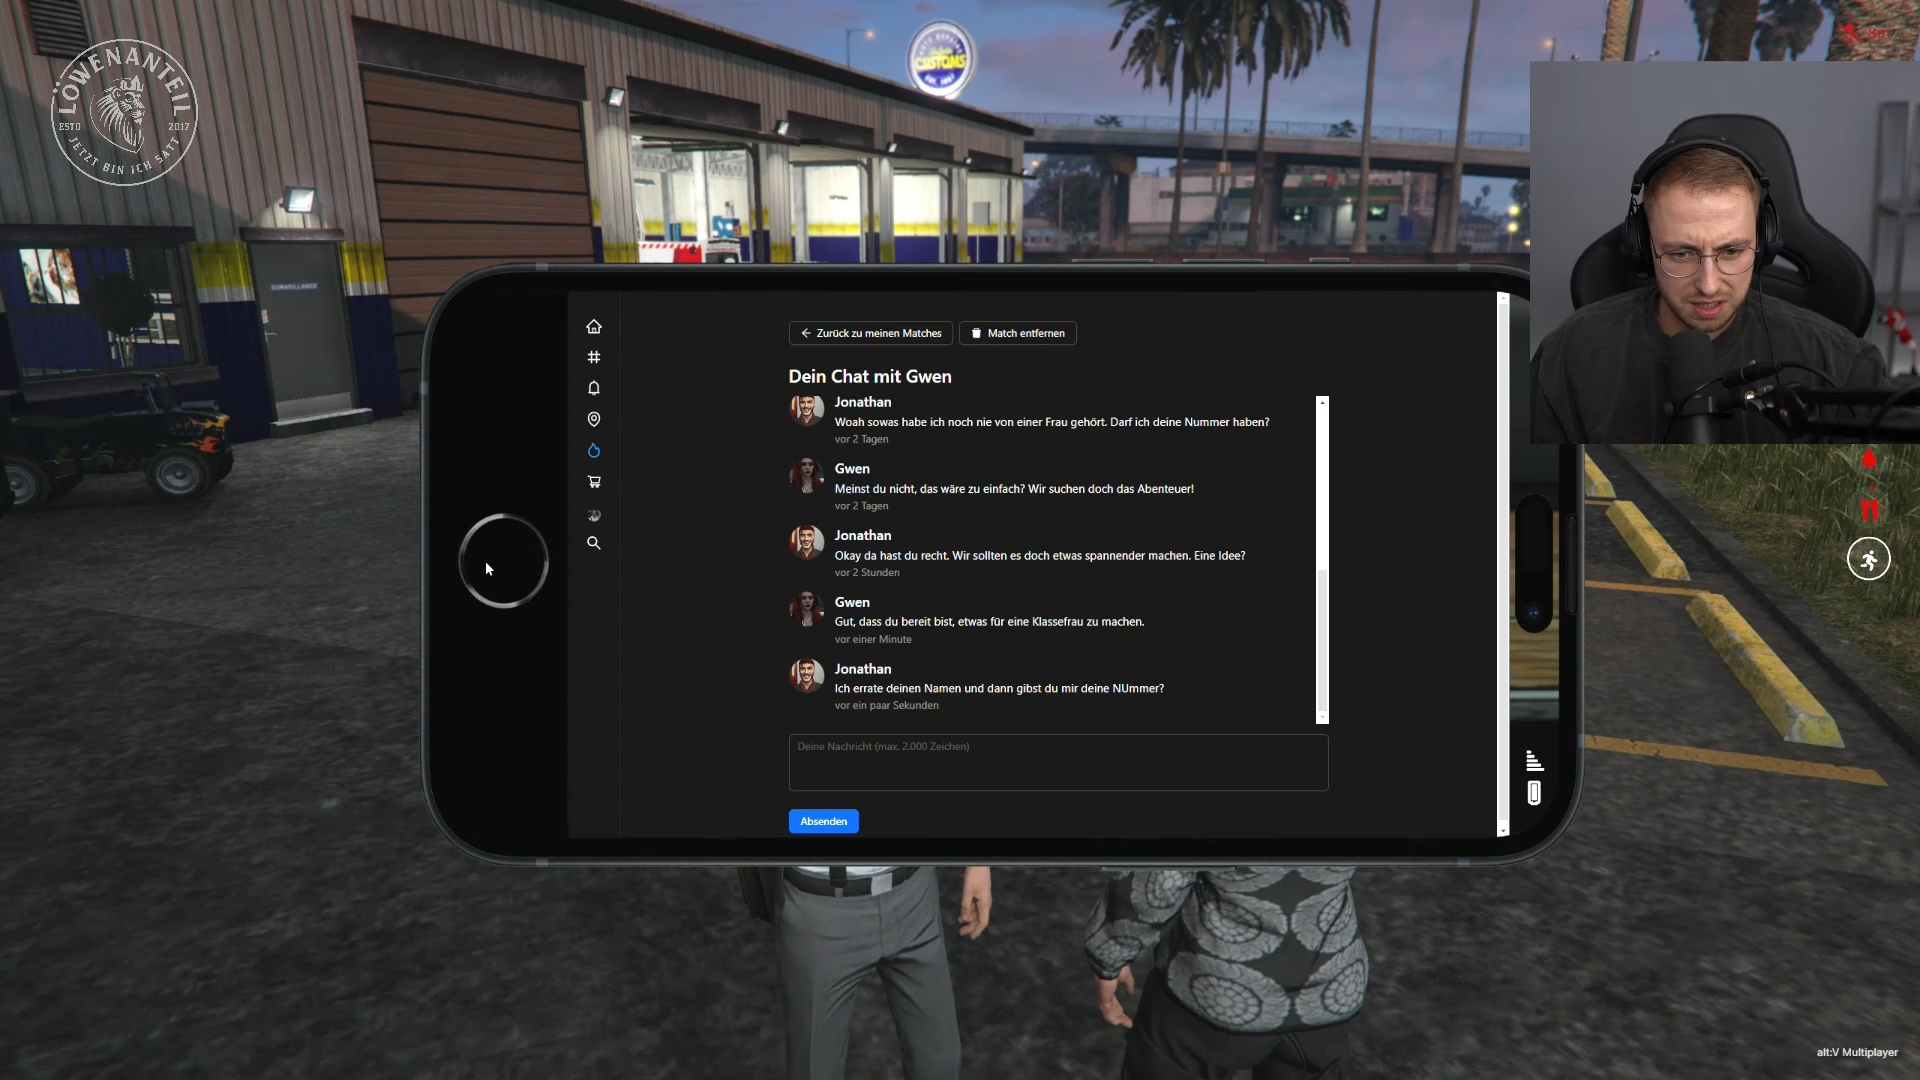 LÖWENANTEIL
ESTD 2017
JETZT BIN ICH SATT
AUTO REPAIRS
CUSTOMS
SURVEILLANCE
8m
Zurück zu meinen Matches
Match entfernen
Dein Chat mit Gwen
Jonathan
Woah sowas habe ich noch nie von einer Frau gehört. Darf ich deine Nummer haben?
vor 2 Tagen
Gwen
Meinst du nicht, das wäre zu einfach? Wir suchen doch das Abenteuer!
vor 2 Tagen
Jonathan
Okay da hast du recht. Wir sollten es doch etwas spannender machen. Eine Idee?
vor 2 Stunden
Gwen
Gut, dass du bereit bist, etwas für eine Klassefrau zu machen.
vor einer Minute
Jonathan
Ich errate deinen Namen und dann gibst du mir deine NUmmer?
vor ein paar Sekunden
Deine Nachricht (max. 2.000 Zeichen)
Absenden
alt:V Multiplayer